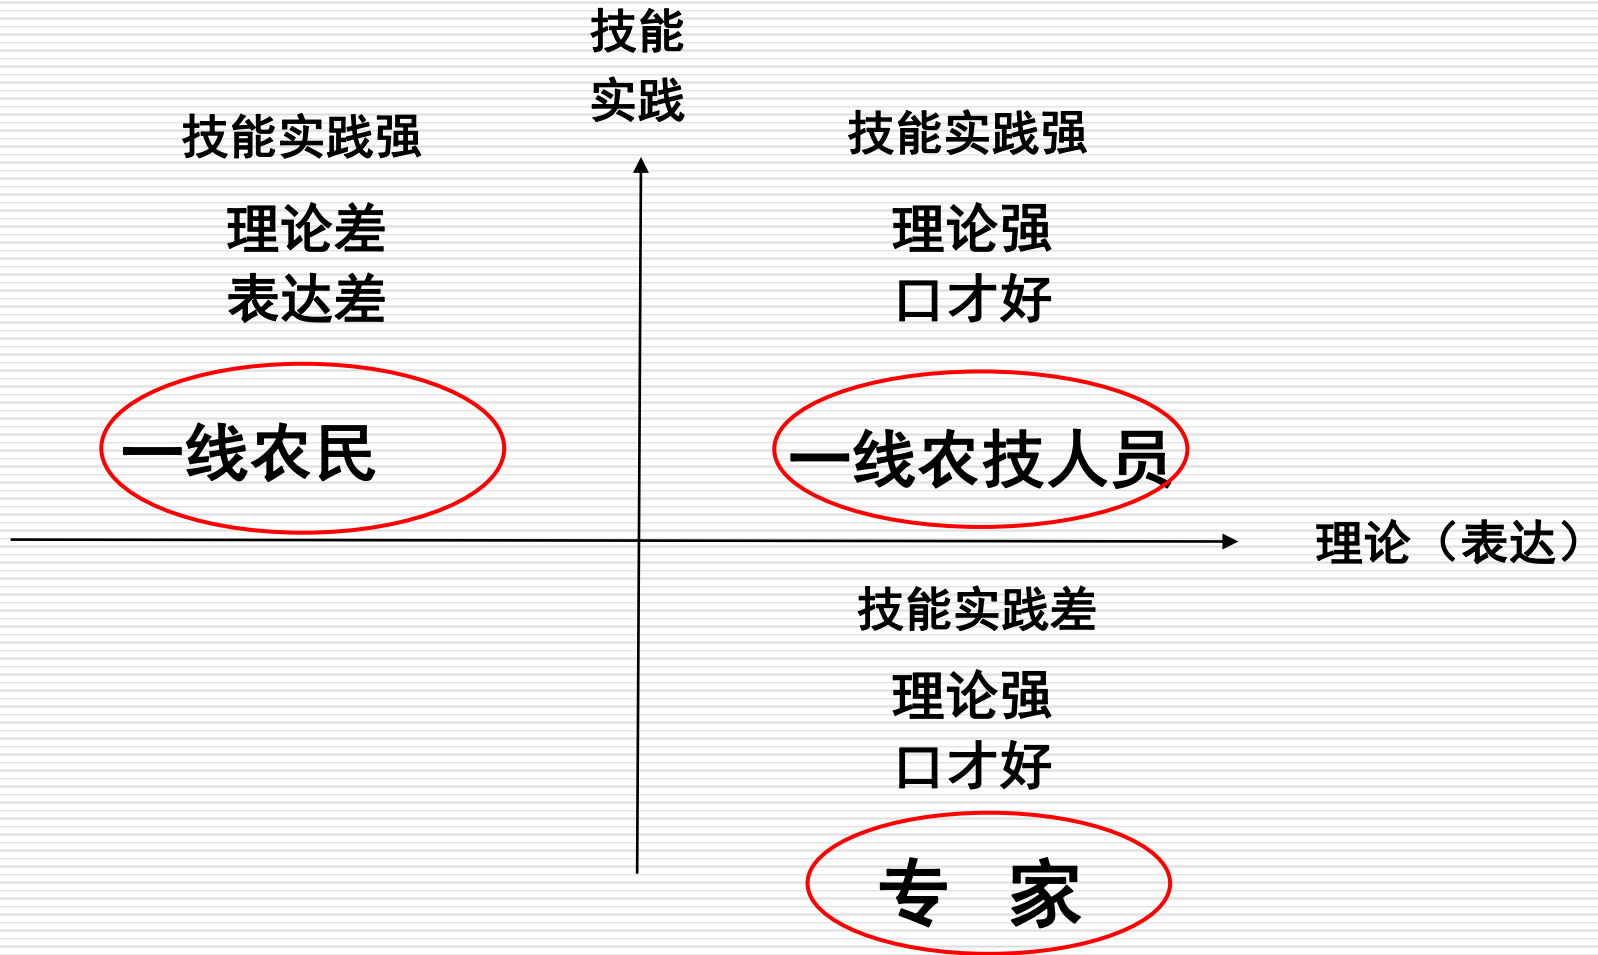 技能
实践
技能实践强
理论差
表达差
一线农民
技能实践强
理论强
口才好
一线农技人员
理论（表达）
技能实践差
理论强
口才好
专 家